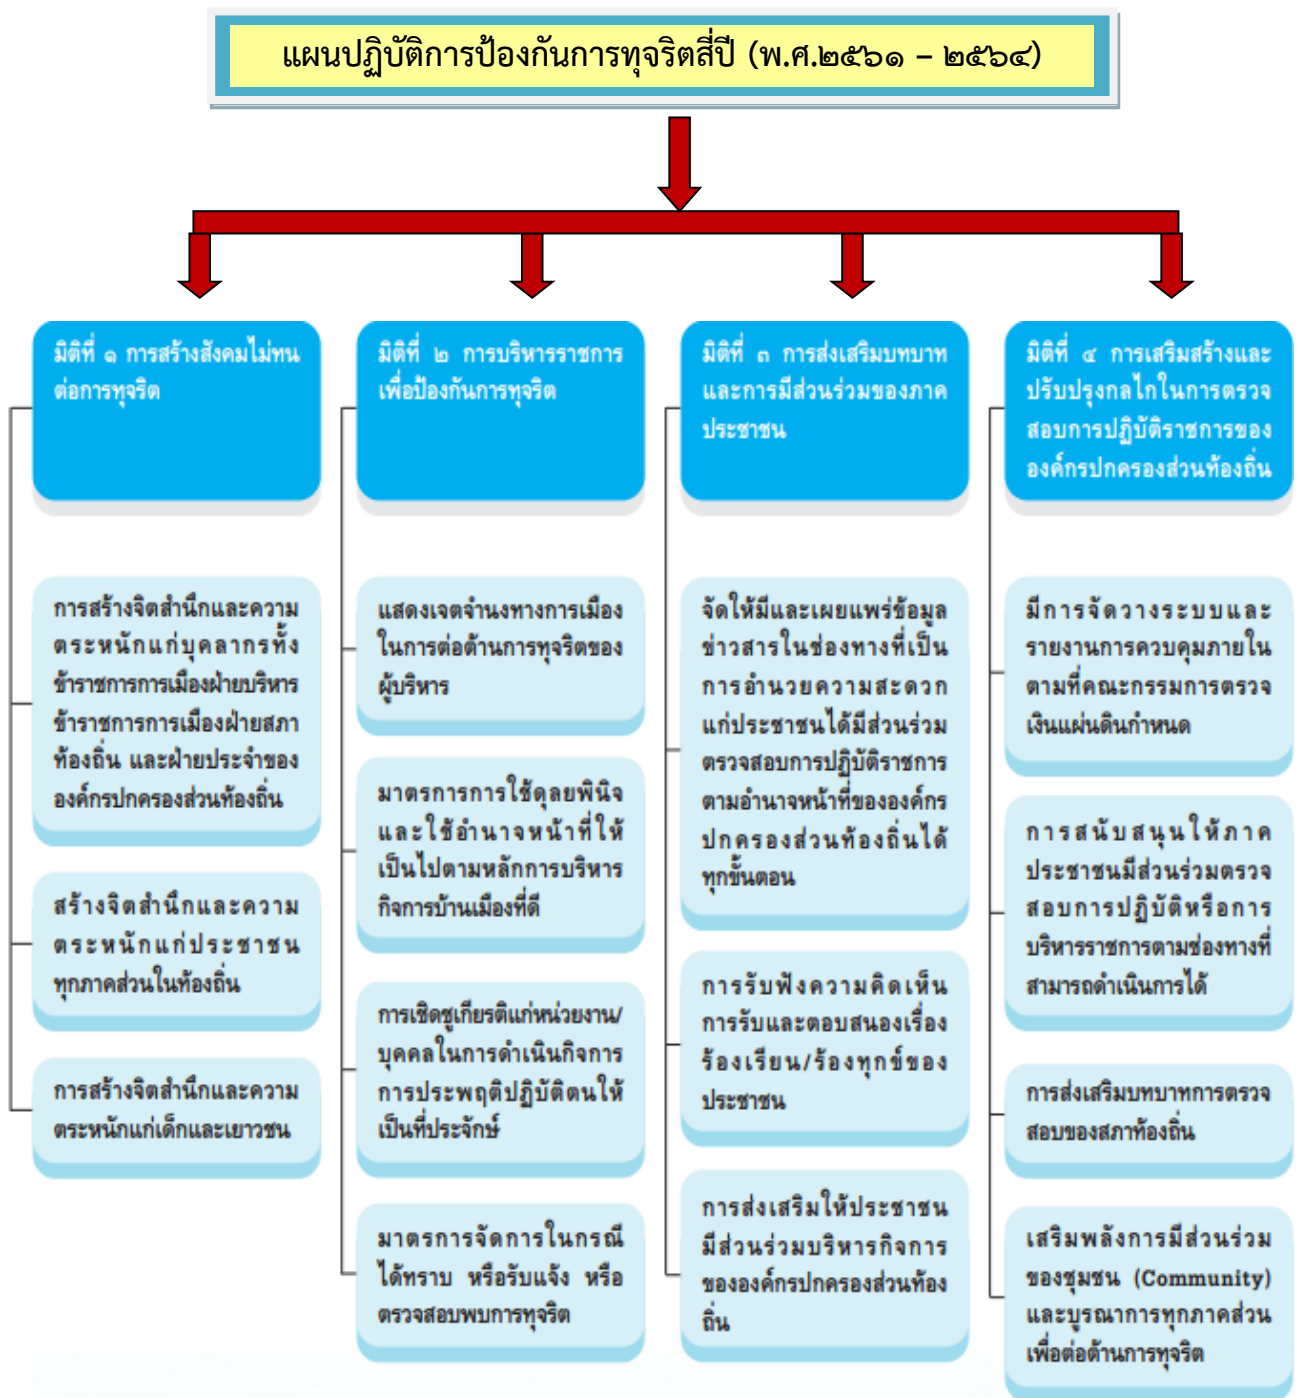 แผนปฏิบัติการป้องกันการทุจริตสี่ปี (พ.ศ.๒๕๖๑ – ๒๕๖๔)
มิติที่ ๑ การสร้างสังคมไม่ทน
ต่อการทุจริต
การสร้างจิตสำนึกและความ
ตระหนักแก่บุคลากรทั้ง
ข้าราชการการเมืองฝ่ายบริหาร
ข้าราชการการเมืองฝ่ายสภา
ท้องถิ่น และฝ่ายประจำของ
องค์กรปกครองส่วนท้องถิ่น
สร้างจิตสำนึกและความ
ตระหนักแก่ประชาชน
ทุกภาคส่วนในท้องถิ่น
การสร้างจิตสำนึกและความ
ตระหนักแก่เด็กและเยาวชน
มิติที่ ๒ การบริหารราชการ
เพื่อป้องกันการทุจริต
แสดงเจตจำนงทางการเมือง
ในการต่อต้านการทุจริตของ
ผู้บริหาร
มาตรการการใช้ดุลยพินิจ
และใช้อำนาจหน้าที่ให้
เป็นไปตามหลักการบริหาร
กิจการบ้านเมืองที่ดี
การเชิดชูเกียรติแก่หน่วยงาน/
บุคคลในการดำเนินกิจการ
การประพฤติปฏิบัติตนให้
เป็นที่ประจักษ์
มาตรการจัดการในกรณี
ได้ทราบ หรือรับแจ้ง หรือ
ตรวจสอบพบการทุจริต
มิติที่ ๓ การส่งเสริมบทบาท
และการมีส่วนร่วมของภาค
ประชาชน
จัดให้มีและเผยแพร่ข้อมูล
ข่าวสารในช่องทางที่เป็น
การอำนวยความสะดวก
แก่ประชาชนได้มีส่วนร่วม
ตรวจสอบการปฏิบัติราชการ
ตามอำนาจหน้าที่ขององค์กร
ปกครองส่วนท้องถิ่นได้
ทุกขั้นตอน
การรับฟังความคิดเห็น
การรับและตอบสนองเรื่อง
ร้องเรียน/ร้องทุกข์ของ
ประชาชน
การส่งเสริมให้ประชาชน
มีส่วนร่วมบริหารกิจการ
ขององค์กรปกครองส่วนท้อง
ถิ่น
มิติที่ ๔ การเสริมสร้างและ
ปรับปรุงกลไกในการตรวจ
สอบการปฏิบัติราชการของ
องค์กรปกครองส่วนท้องถิ่น
มีการจัดวางระบบและ
รายงานการควบคุมภายใน
ตามที่คณะกรรมการตรวจ
เงินแผ่นดินกำหนด
การสนับสนุนให้ภาค
ประชาชนมีส่วนร่วมตรวจ
สอบการปฏิบัติหรือการ
บริหารราชการตามช่องทางที่
สามารถดำเนินการได้
การส่งเสริมบทบาทการตรวจ
สอบของสภาท้องถิ่น
เสริมพลังการมีส่วนร่วม
ของชุมชน (Community)
และบูรณาการทุกภาคส่วน
เพื่อต่อต้านการทุจริต